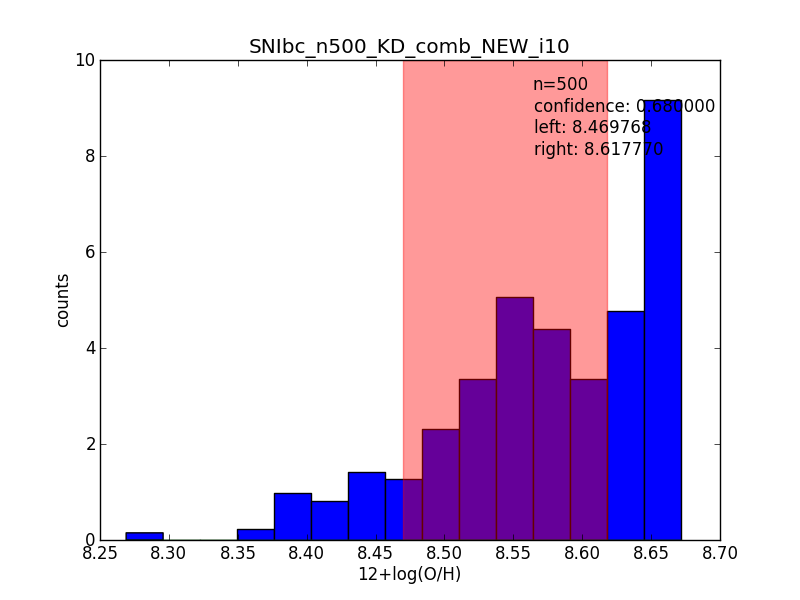 SNIbc_n500_KD_comb_NEW_i10
n=500
confidence: 0.680000
left: 8.469768
right: 8.617770
10
8
6
4
2
0
counts
8.25 8.30 8.35 8.40 8.45 8.50 8.55 8.60 8.65 8.70
12+log(O/H)